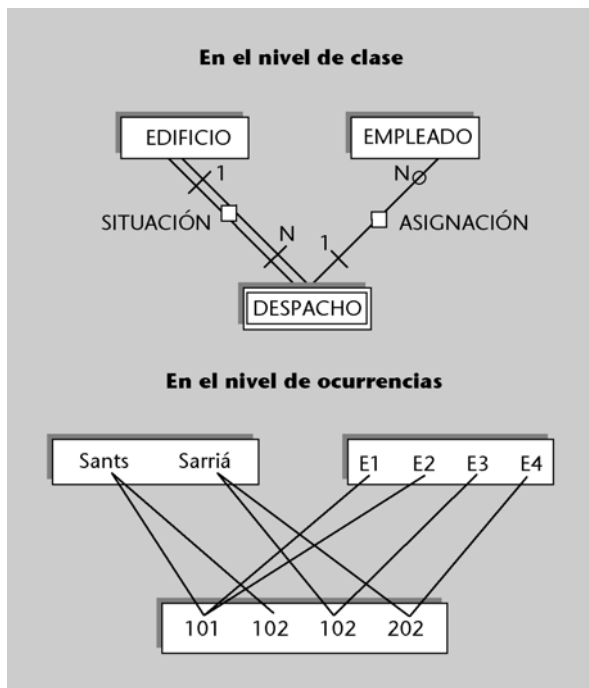 En el nivel de clase
EDIFICIO EMPLEADO
1 N
SITUACIÓN ASIGNACIÓN
N 1
DESPACHO
En el nivel de ocurrencias
Sants Sarriá E1 E2 E3 E4
101 102 102 202